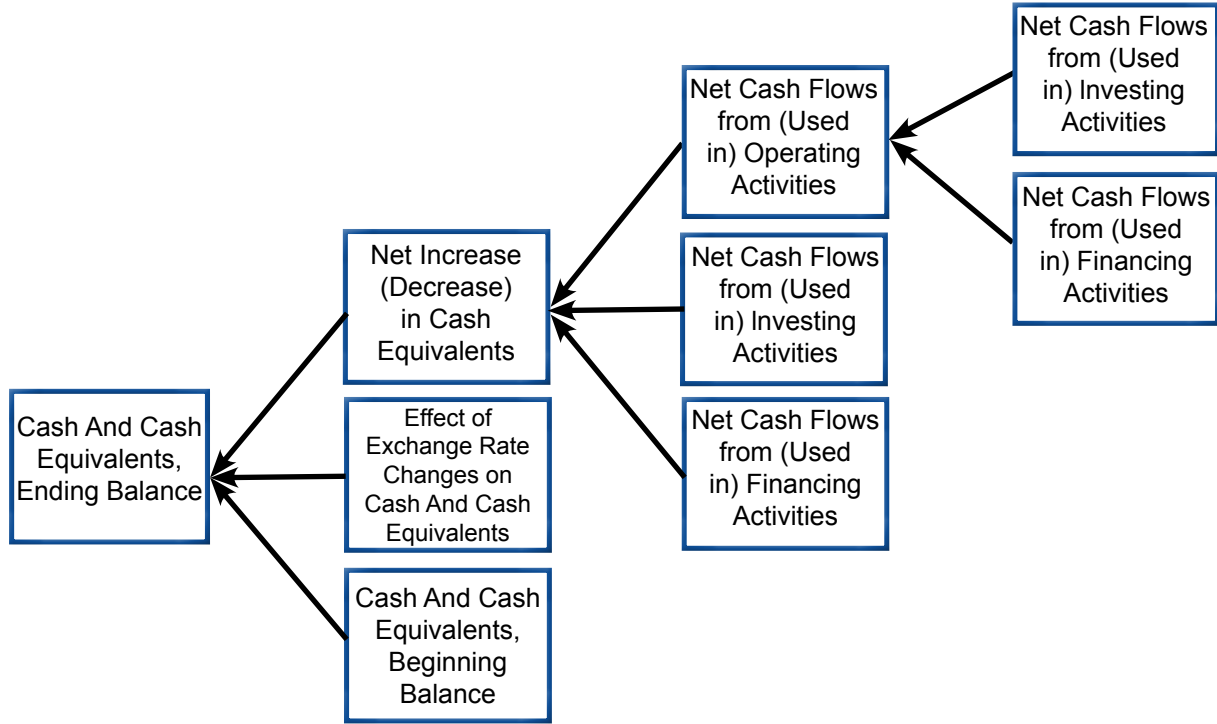 Cash And Cash
Equivalents,
Ending Balance
Net Increase
(Decrease)
in Cash
Equivalents
Effect of
Exchange Rate
Changes on
Cash And Cash
Equivalents
Cash And Cash
Equivalents,
Beginning
Balance
Net Cash Flows
from (Used
in) Operating
Activities
Net Cash Flows
from (Used
in) Investing
Activities
Net Cash Flows
from (Used
in) Financing
Activities
Net Cash Flows
from (Used
in) Investing
Activities
Net Cash Flows
from (Used
in) Financing
Activities